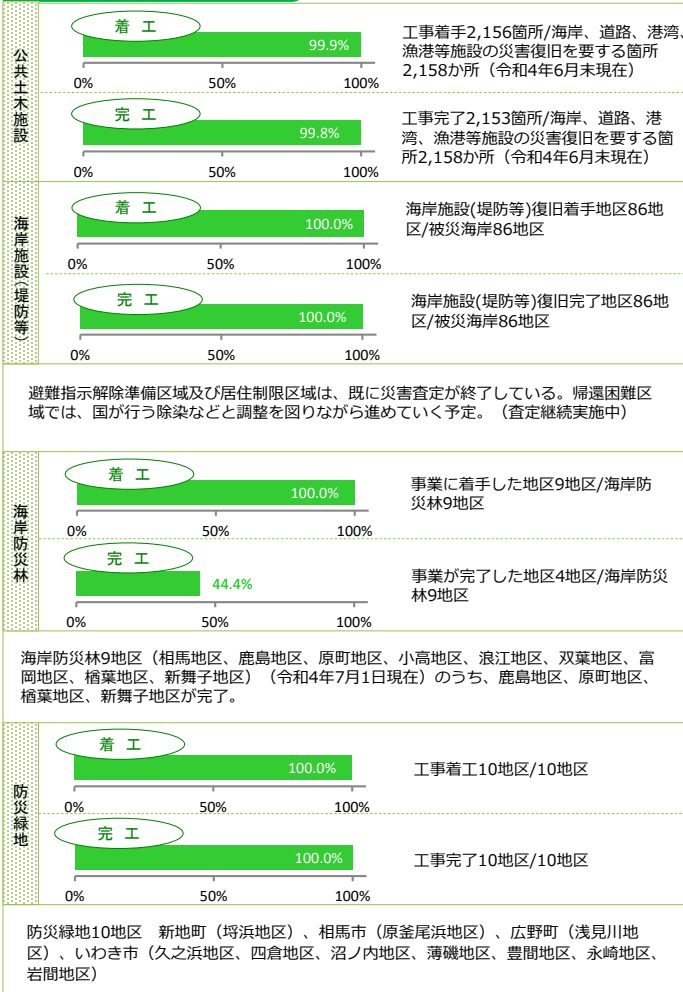 公共土木施設
着 工
99.9%
0% 50% 100%
工事着手2,156箇所/海岸、道路、港湾、
漁港等施設の災害復旧を要する箇所
2,158か所（令和4年6月末現在）
完 工
99.8%
0% 50% 100%
工事完了2,153箇所/海岸、道路、港
湾、漁港等施設の災害復旧を要する箇
所2,158か所（令和4年6月末現在）
海岸施設（堤防等）
着 工
100.0%
0% 50% 100%
海岸施設(堤防等)復旧着手地区86地
区/被災海岸86地区
完 工
100.0%
0% 50% 100%
海岸施設(堤防等)復旧完了地区86地
区/被災海岸86地区
避難指示解除準備区域及び居住制限区域は、既に災害査定が終了している。帰還困難区
域では、国が行う除染などと調整を図りながら進めていく予定。（査定継続実施中）
海岸防災林
着 工
100.0%
0% 50% 100%
事業に着手した地区9地区/海岸防
災林9地区
完 工
44.4%
0% 50% 100%
事業が完了した地区4地区/海岸防災
林9地区
海岸防災林9地区（相馬地区、鹿島地区、原町地区、小高地区、浪江地区、双葉地区、富
岡地区、楢葉地区、新舞子地区）（令和4年7月1日現在）のうち、鹿島地区、原町地区、
楢葉地区、新舞子地区が完了。
防災緑地
着 工
100.0%
0% 50% 100%
工事着工10地区/10地区
完 工
100.0%
0% 50% 100%
工事完了10地区/10地区
防災緑地10地区　新地町（埒浜地区）、相馬市（原釜尾浜地区）、広野町（浅見川地
区）、いわき市（久之浜地区、四倉地区、沼ノ内地区、薄磯地区、豊間地区、永崎地区、
岩間地区）